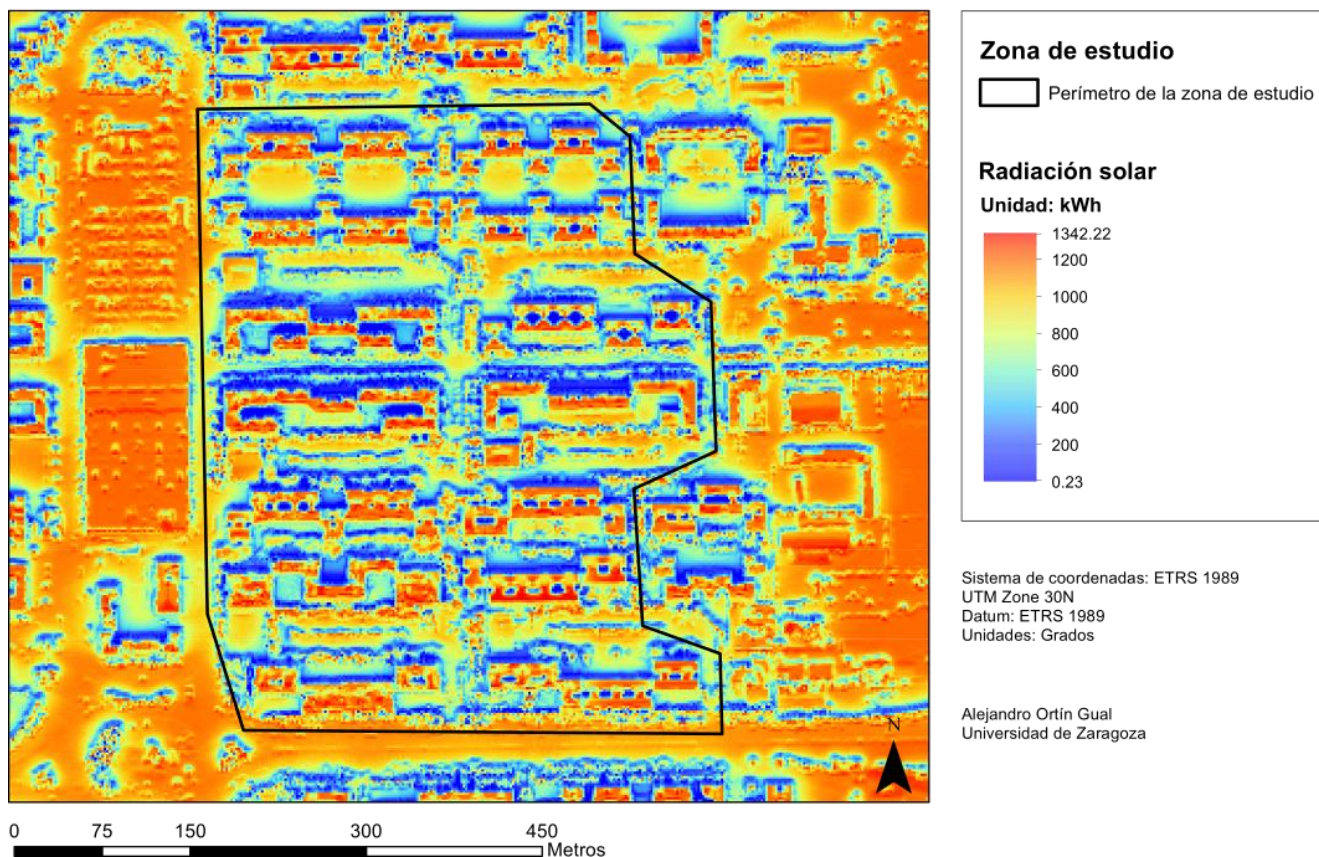 Zona de estudio
Perímetro de la zona de estudio
Radiación solar
Unidad: kWh
1342.22
1200
1000
800
600
400
200
0.23
Sistema de coordenadas: ETRS 1989
UTM Zone 30N
Datum: ETRS 1989
Unidades: Grados
Alejandro Ortín Gual
Universidad de Zaragoza
N
0 75 150 300 450
Metros